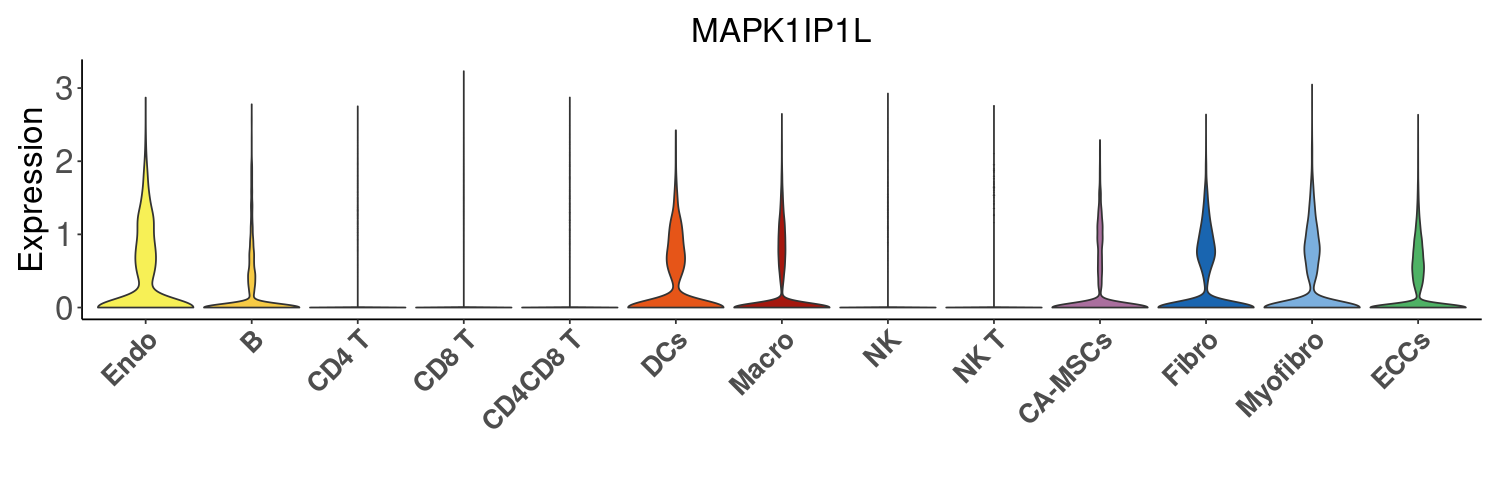 MAPK1IP1L
Expression
3
2
1
0
Endo
B
CD4 T
CD8 T
CD4CD8 T
DCs
Macro
NK
NK T
CA-MSCs
Fibro
Myofibro
ECCs